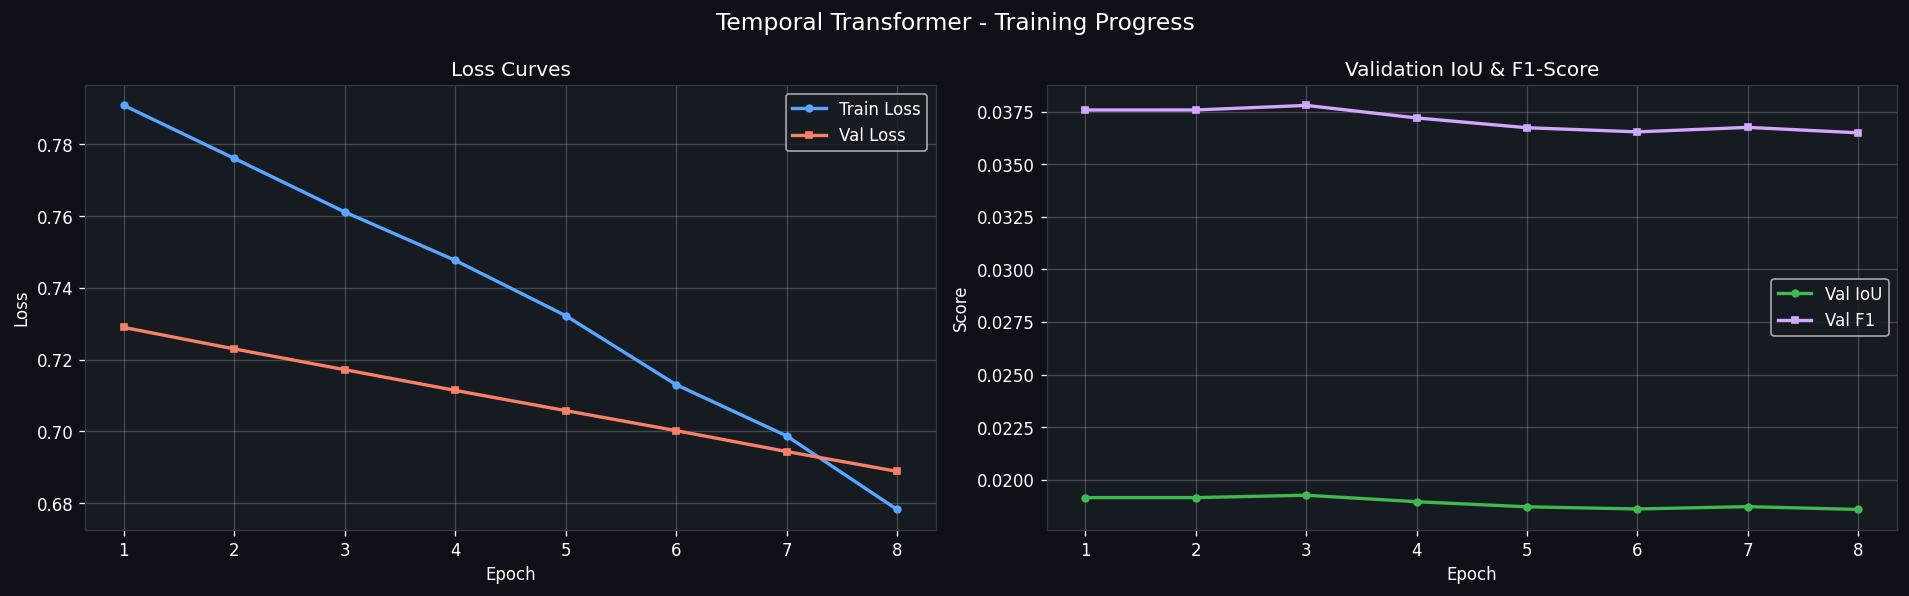 Temporal Transformer - Training Progress
Loss Curves
Train Loss
Val Loss
0.78
0.76
0.74
0.72
0.70
0.68
Loss
1 2 3 4 5 6 7 8
Epoch
Validation IoU & F1-Score
0.0375
0.0350
0.0325
0.0300
0.0275
0.0250
0.0225
0.0200
Score
Val IoU
Val F1
1 2 3 4 5 6 7 8
Epoch